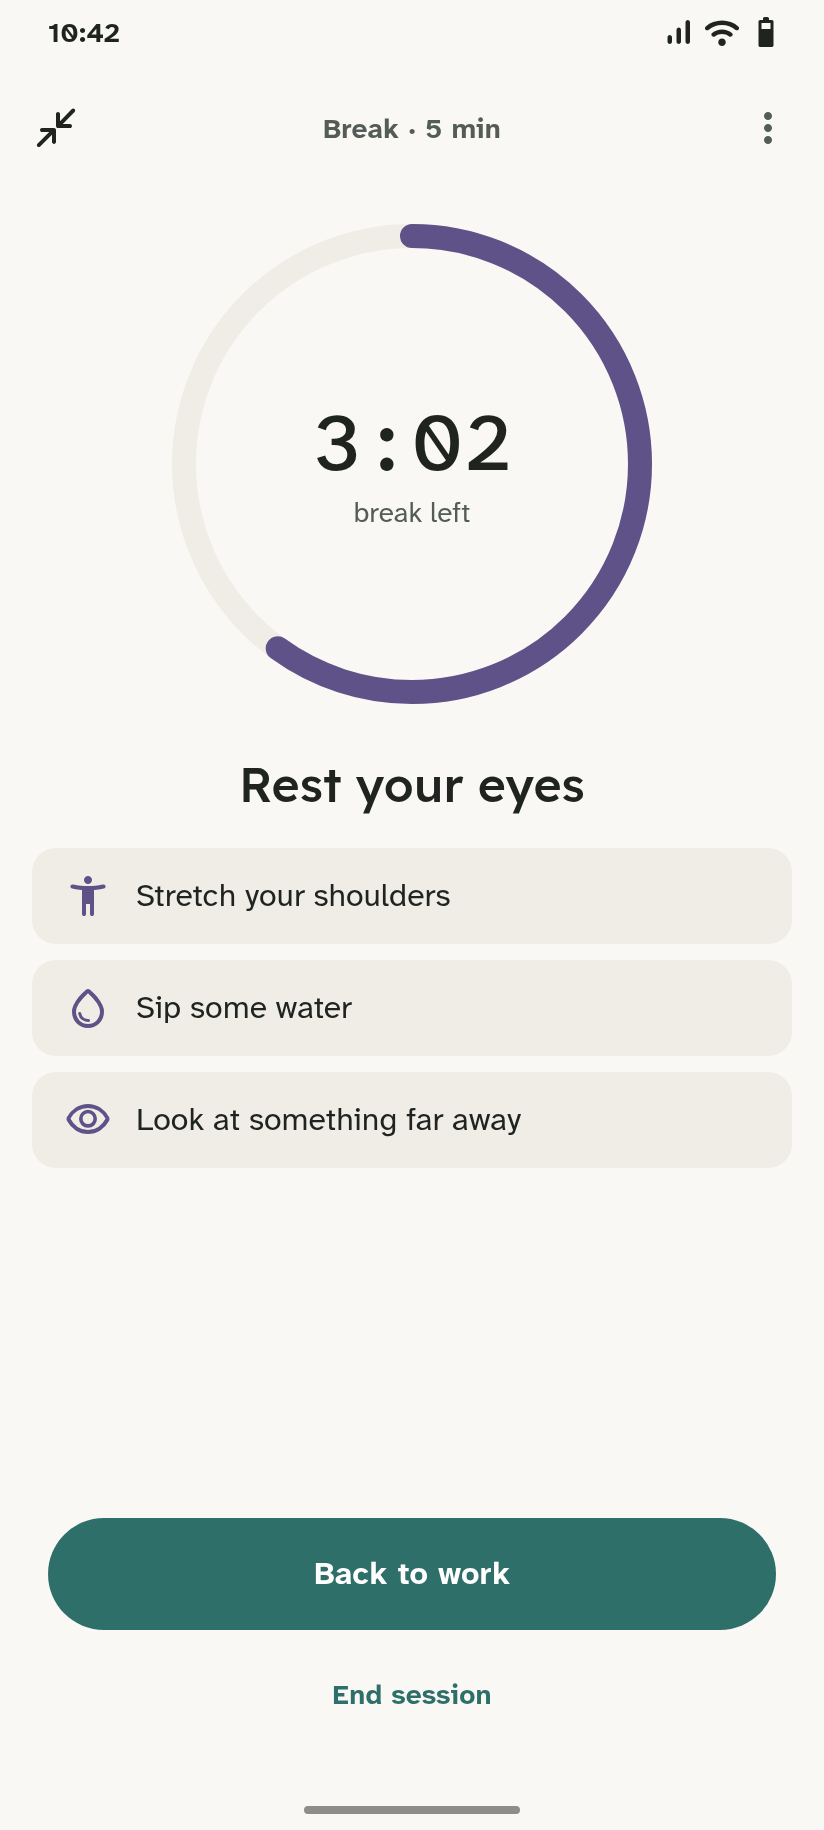 10:42
Break · 5 min
3:02
break left
Rest your eyes
Stretch your shoulders
Sip some water
Look at something far away
Back to work
End session